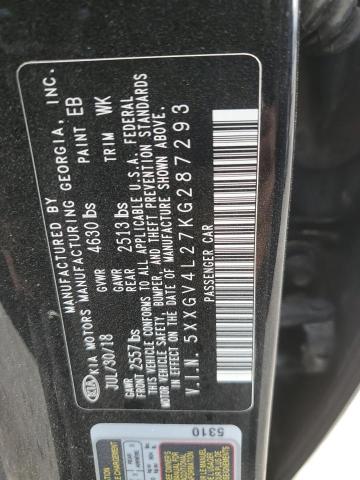 MANUFACTURED BY
KIA MOTORS MANUFACTURING GEORGIA, INC.
JUL/30/18 GVWR 4630 lbs PAINT EB
GAWR FRONT 2557 lbs GAWR REAR 2513 lbs TRIM WK
THIS VEHICLE CONFORMS TO ALL APPLICABLE U.S.A. FEDERAL
MOTOR VEHICLE SAFETY, BUMPER, AND THEFT PREVENTION STANDARDS
IN EFFECT ON THE DATE OF MANUFACTURE SHOWN ABOVE.
V.I.N. 5XXGV4L27KG287293
PASSENGER CAR
5310